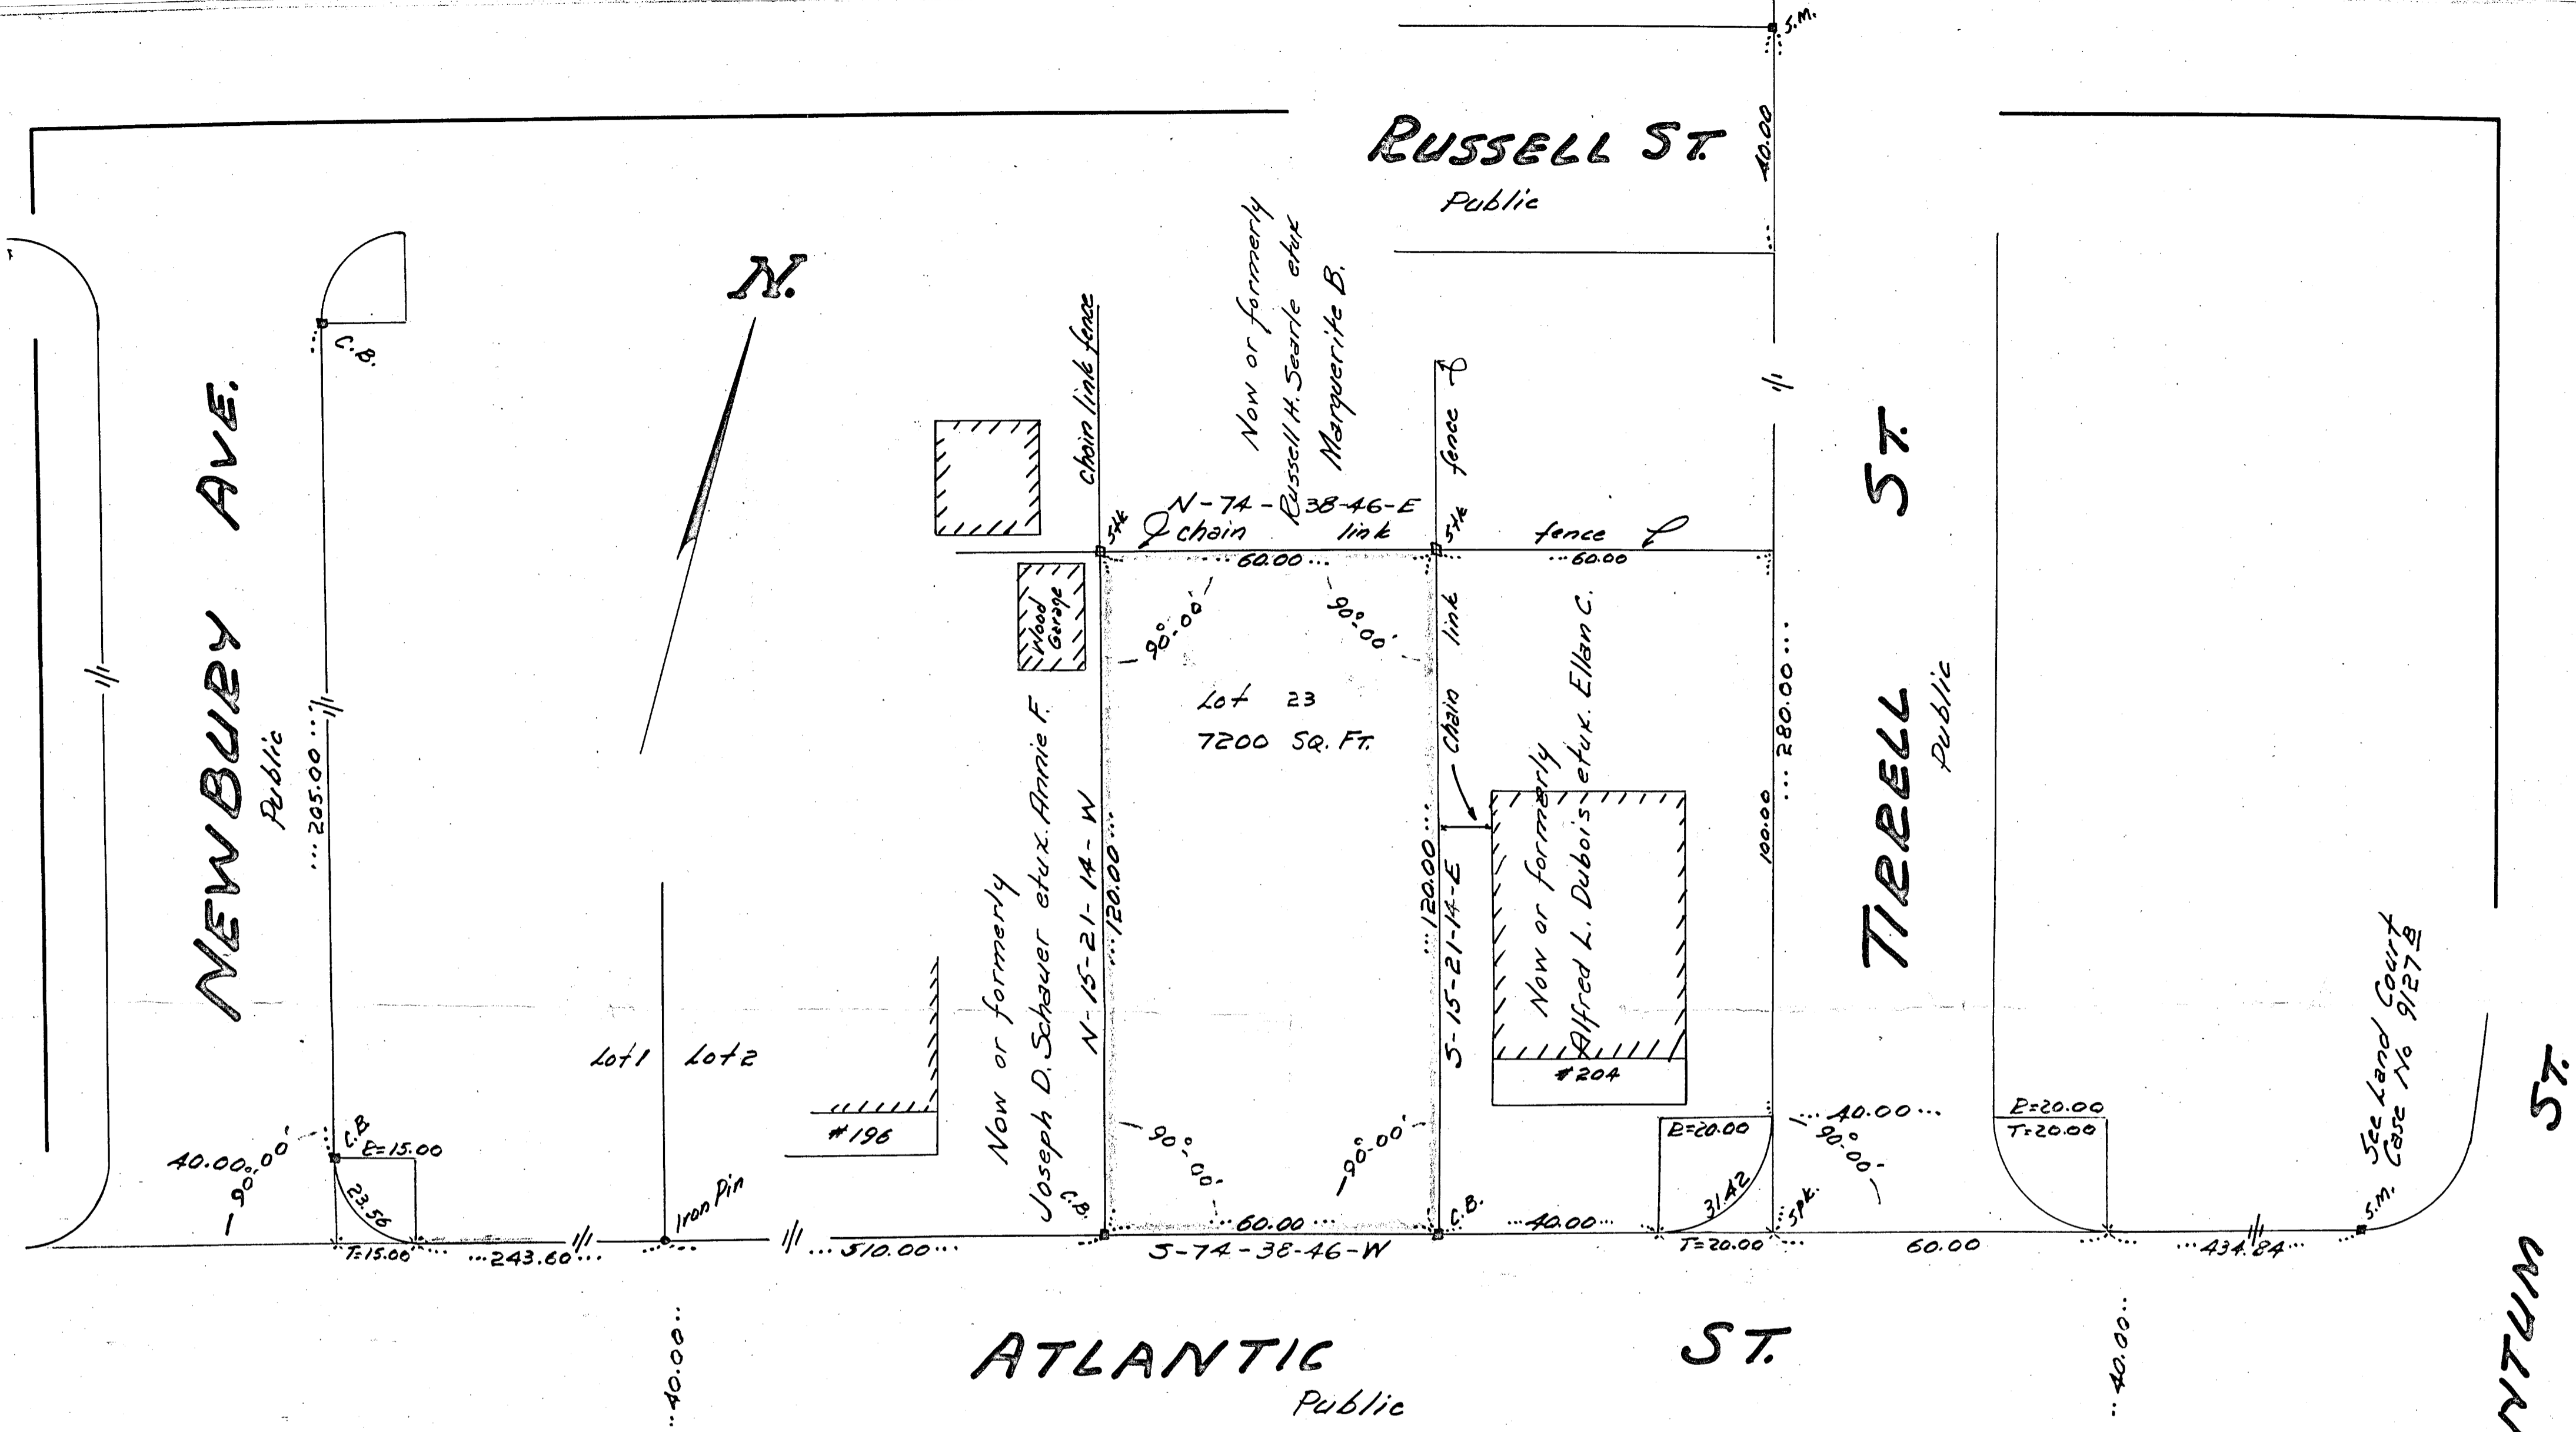 S.M.
RUSSELL ST.
Public
40.00
N.
C.B.
chain link fence
Now or formerly
Russell H. Searle etux
Marguerite B.
fence
N-74-38-46-E
Stk
chain link
Stk
fence
60.00
60.00
90°-00'
90°-00'
Wood
Garage
Lot 23
7200 SQ. FT.
Chain link
NEWBURY AVE.
Public
205.00
Now or formerly
Joseph D. Schauer etux. Annie F.
N-15-21-14-W
120.00
120.00
S-15-21-14-E
Now or formerly
Alfred L. Dubois etux. Ellan C.
#204
100.00
280.00
TIRRELL ST.
Public
Lot 1
Lot 2
#196
40.00
90°-00'
C.B.
R=15.00
23.56
T=15.00
243.60
Iron Pin
510.00
C.B.
90°-00'
90°-00'
60.00
S-74-38-46-W
C.B.
40.00
R=20.00
31.42
T=20.00
Spk.
40.00
90°-00'
R=20.00
T=20.00
60.00
434.84
S.M.
See Land Court
Case No 9127B
40.00
ATLANTIC ST.
Public
40.00
NTUM ST.